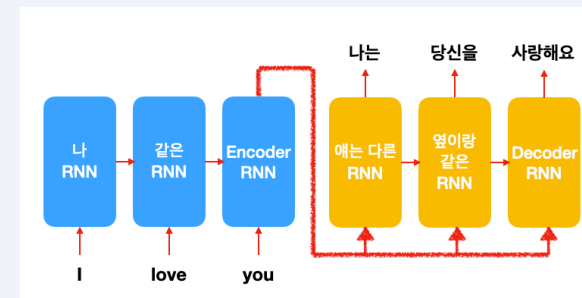 나는 당신을 사랑해요
나
RNN
같은
RNN
Encoder
RNN
얘는 다른
RNN
옆이랑
같은
RNN
Decoder
RNN
I love you